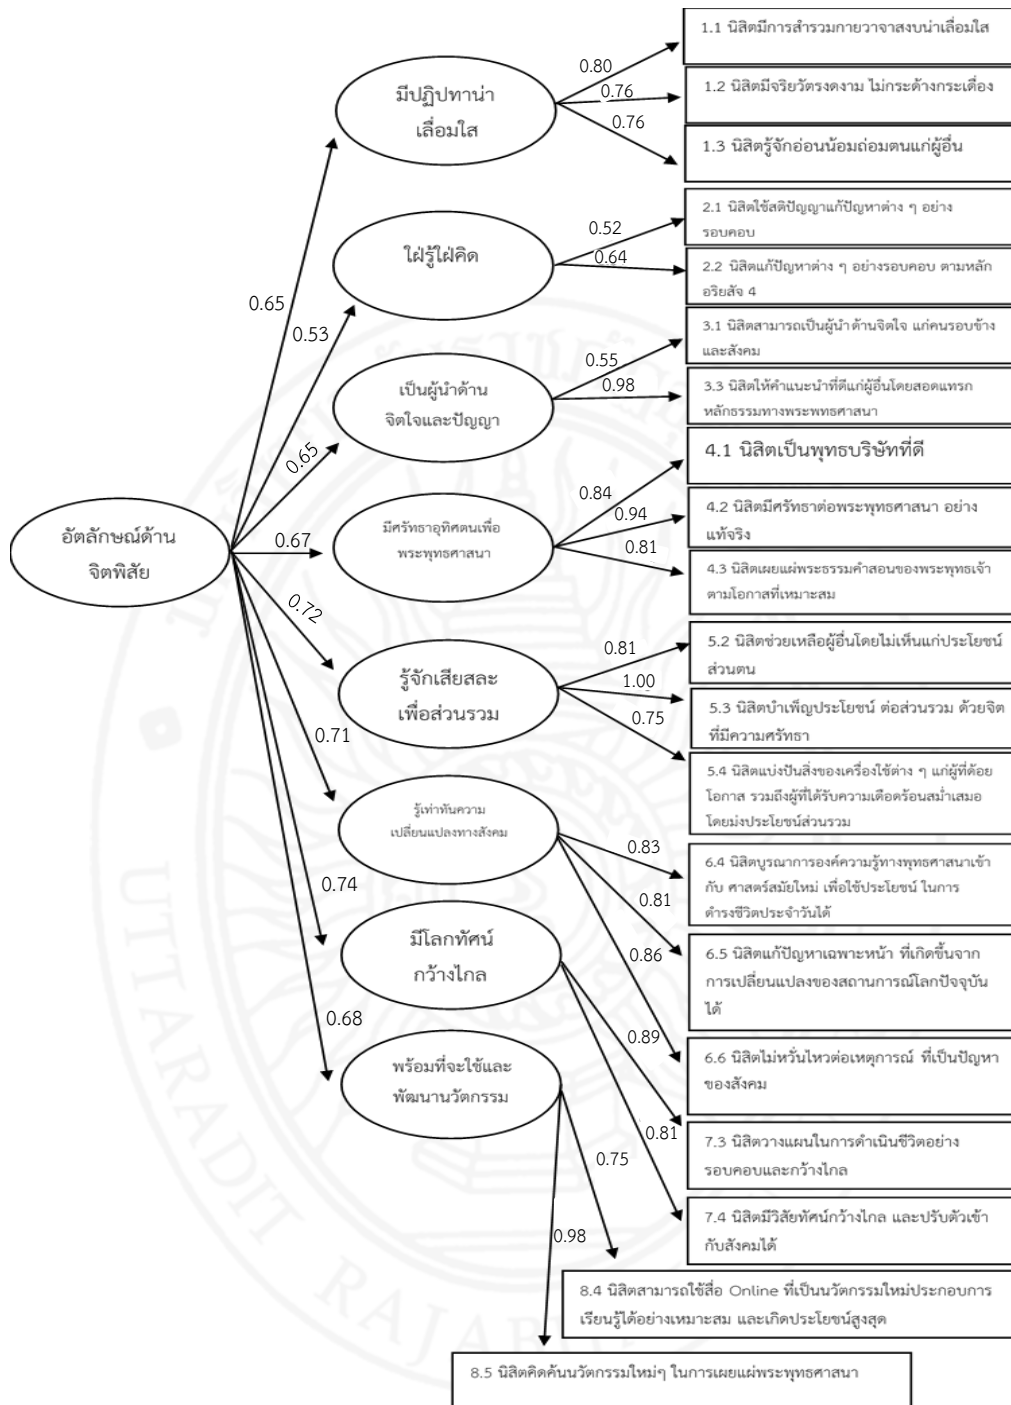 1.1 นิสิตมีการสำรวมกายวาจาสงบน่าเลื่อมใส
0.80
มีปฏิปทาน่า
เลื่อมใส
0.76
1.2 นิสิตมีจริยวัตรงดงาม ไม่กระด้างกระเดื่อง
0.76
1.3 นิสิตรู้จักอ่อนน้อมถ่อมตนแก่ผู้อื่น
2.1 นิสิตใช้สติปัญญาแก้ปัญหาต่าง ๆ อย่าง
รอบคอบ
0.52
ใฝ่รู้ใฝ่คิด
0.64
2.2 นิสิตแก้ปัญหาต่าง ๆ อย่างรอบคอบ ตามหลัก
อริยสัจ 4
0.65
0.53
3.1 นิสิตสามารถเป็นผู้นำด้านจิตใจ แก่คนรอบข้าง
และสังคม
0.55
เป็นผู้นำด้าน
จิตใจและปัญญา
0.98
3.3 นิสิตให้คำแนะนำที่ดีแก่ผู้อื่นโดยสอดแทรก
หลักธรรมทางพระพทธศาสนา
0.65
4.1 นิสิตเป็นพุทธบริษัทที่ดี
0.84
อัตลักษณ์ด้าน
จิตพิสัย
0.67
มีศรัทธาอุทิศตนเพื่อ
พระพุทธศาสนา
0.94
4.2 นิสิตมีศรัทธาต่อพระพุทธศาสนา อย่าง
แท้จริง
0.81
4.3 นิสิตเผยแผ่พระธรรมคำสอนของพระพุทธเจ้า
ตามโอกาสที่เหมาะสม
0.72
0.81
5.2 นิสิตช่วยเหลือผู้อื่นโดยไม่เห็นแก่ประโยชน์
ส่วนตน
รู้จักเสียสละ
เพื่อส่วนรวม
1.00
5.3 นิสิตบำเพ็ญประโยชน์ ต่อส่วนรวม ด้วยจิต
ที่มีความศรัทธา
0.75
0.71
5.4 นิสิตแบ่งปันสิ่งของเครื่องใช้ต่าง ๆ แก่ผู้ที่ด้อย
โอกาส รวมถึงผู้ที่ได้รับความเดือดร้อนสม่ำเสมอ
โดยม่งประโยชน์ส่วนรวม
รู้เท่าทันความ
เปลี่ยนแปลงทางสังคม
0.83
6.4 นิสิตบูรณาการองค์ความรู้ทางพุทธศาสนาเข้า
กับ ศาสตร์สมัยใหม่ เพื่อใช้ประโยชน์ ในการ
ดำรงชีวิตประจำวันได้
0.74
0.81
มีโลกทัศน์
กว้างไกล
0.86
6.5 นิสิตแก้ปัญหาเฉพาะหน้า ที่เกิดขึ้นจาก
การเปลี่ยนแปลงของสถานการณ์โลกปัจจุบัน
ได้
0.68
0.89
6.6 นิสิตไม่หวั่นไหวต่อเหตุการณ์ ที่เป็นปัญหา
ของสังคม
พร้อมที่จะใช้และ
พัฒนานวัตกรรม
0.81
7.3 นิสิตวางแผนในการดำเนินชีวิตอย่าง
รอบคอบและกว้างไกล
0.75
7.4 นิสิตมีวิสัยทัศน์กว้างไกล และปรับตัวเข้า
กับสังคมได้
0.98
8.4 นิสิตสามารถใช้สื่อ Online ที่เป็นนวัตกรรมใหม่ประกอบการ
เรียนรู้ได้อย่างเหมาะสม และเกิดประโยชน์สูงสุด
8.5 นิสิตคิดค้นนวัตกรรมใหม่ๆ ในการเผยแผ่พระพุทธศาสนา
UTTARADIT